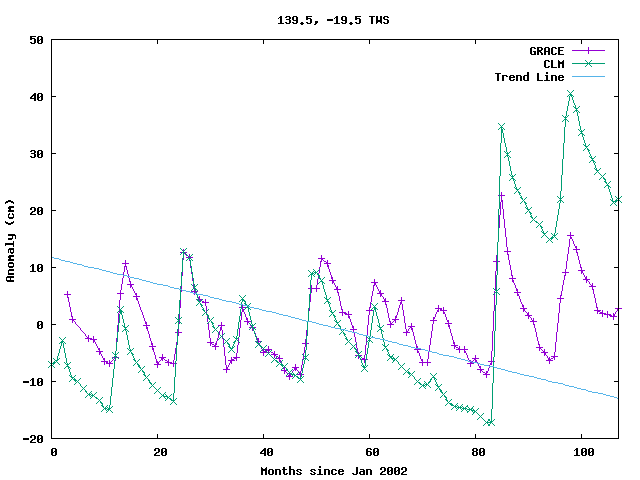 139.5, -19.5 TWS
GRACE
CLM
Trend Line
50
40
30
20
10
0
-10
-20
Anomaly (cm)
0 20 40 60 80 100
Months since Jan 2002